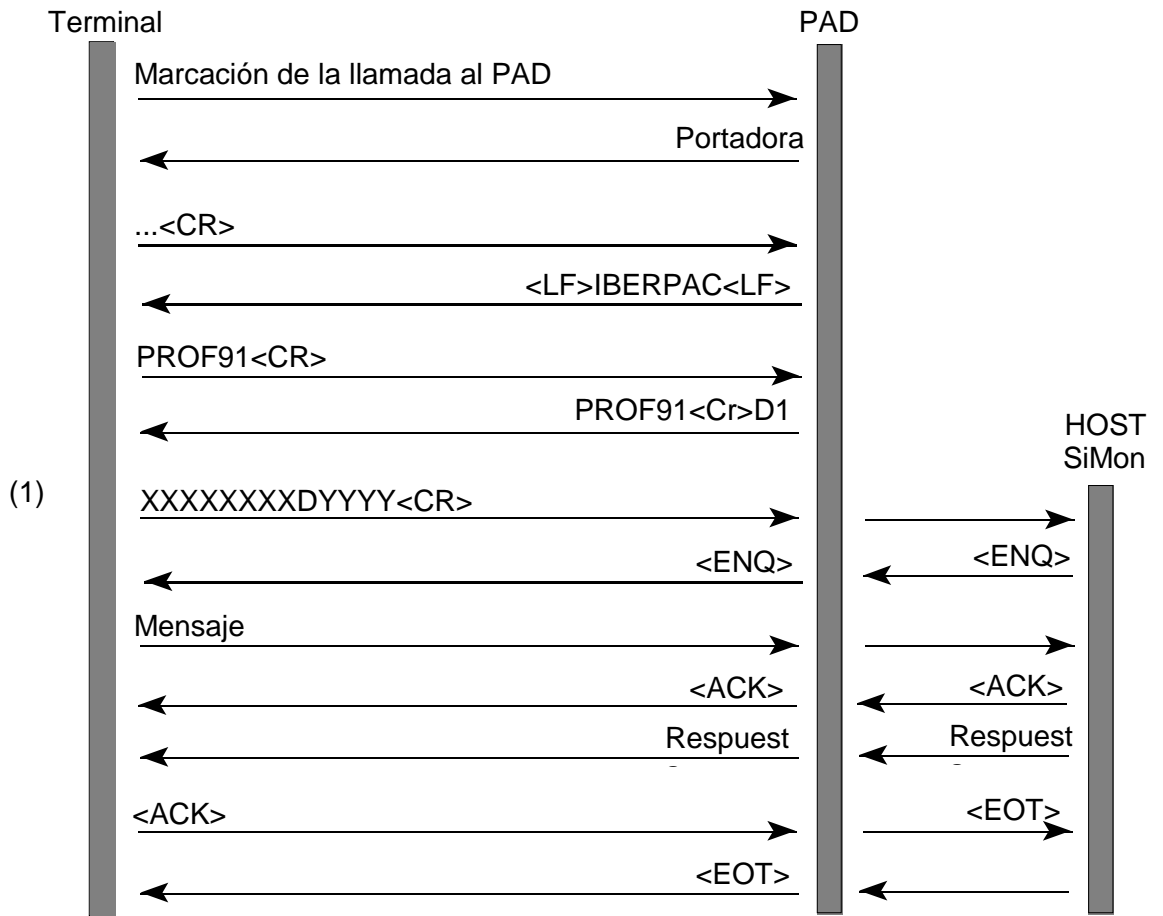 Terminal PAD
Marcación de la llamada al PAD
Portadora
...<CR>
<LF>IBERPAC<LF>
PROF91<CR>
PROF91<Cr>D1
HOST
SiMon
(1) XXXXXXXXDYYYY<CR>
<ENQ> <ENQ>
Mensaje
<ACK> <ACK>
Respuest Respuest
<ACK> <EOT>
<EOT>